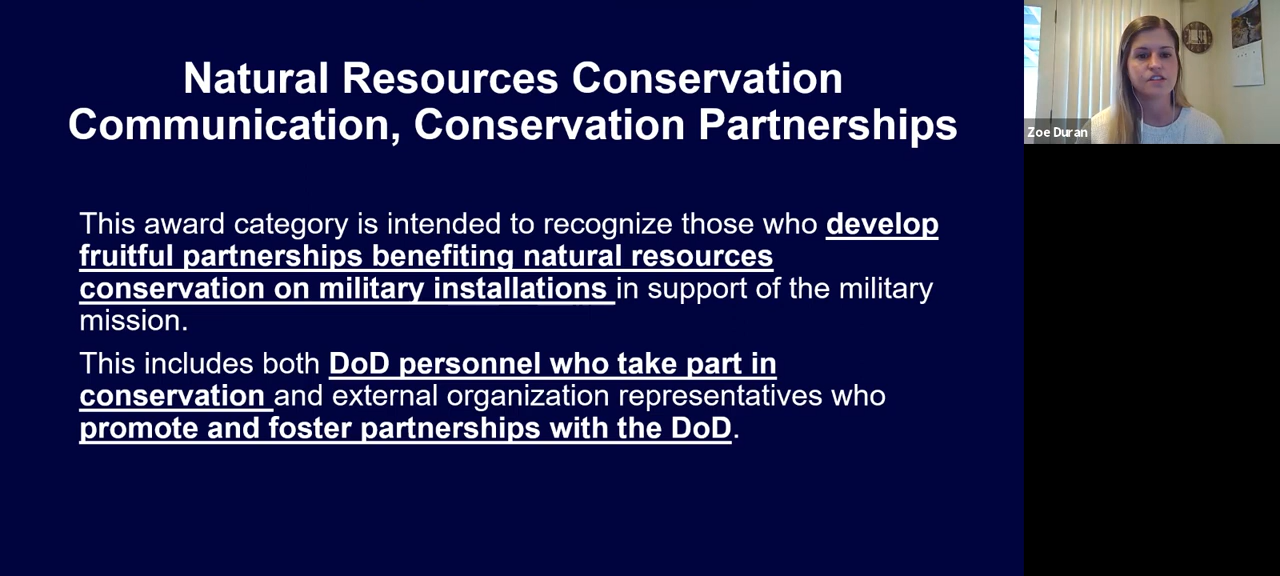 Natural Resources Conservation
Communication, Conservation Partnerships
This award category is intended to recognize those who develop
fruitful partnerships benefiting natural resources
conservation on military installations in support of the military
mission.
This includes both DoD personnel who take part in
conservation and external organization representatives who
promote and foster partnerships with the DoD.
Zoe Duran